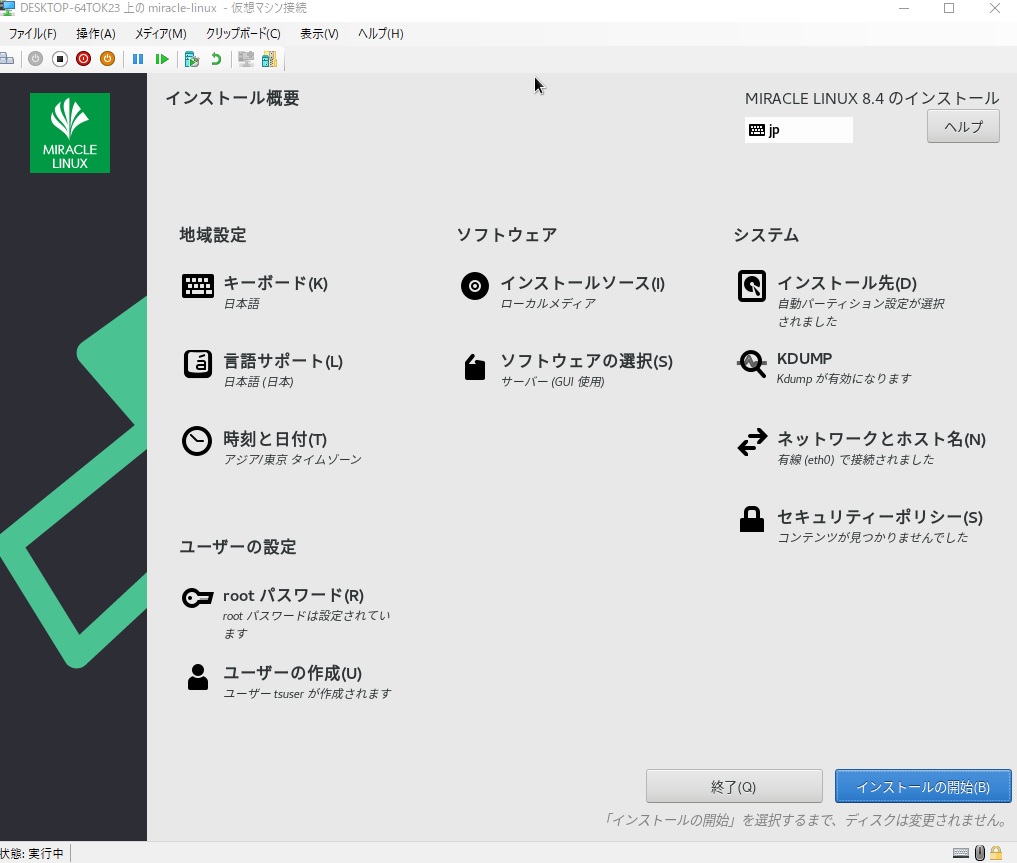 DESKTOP-64TOK23 上の miracle-linux - 仮想マシン接続
ファイル(F) 操作(A) メディア(M) クリップボード(C) 表示(V) ヘルプ(H)
MIRACLE
LINUX
インストール概要
MIRACLE LINUX 8.4 のインストール
jp
ヘルプ
地域設定
キーボード(K)
日本語
言語サポート(L)
日本語 (日本)
時刻と日付(T)
アジア/東京 タイムゾーン
ソフトウェア
インストールソース(I)
ローカルメディア
ソフトウェアの選択(S)
サーバー (GUI 使用)
システム
インストール先(D)
自動パーティション設定が選択
されました
KDUMP
Kdump が有効になります
ネットワークとホスト名(N)
有線 (eth0) で接続されました
セキュリティーポリシー(S)
コンテンツが見つかりませんでした
ユーザーの設定
root パスワード(R)
root パスワードは設定されてい
ます
ユーザーの作成(U)
ユーザー tsuser が作成されます
終了(Q)
インストールの開始(B)
「インストールの開始」を選択するまで、ディスクは変更されません。
状態: 実行中